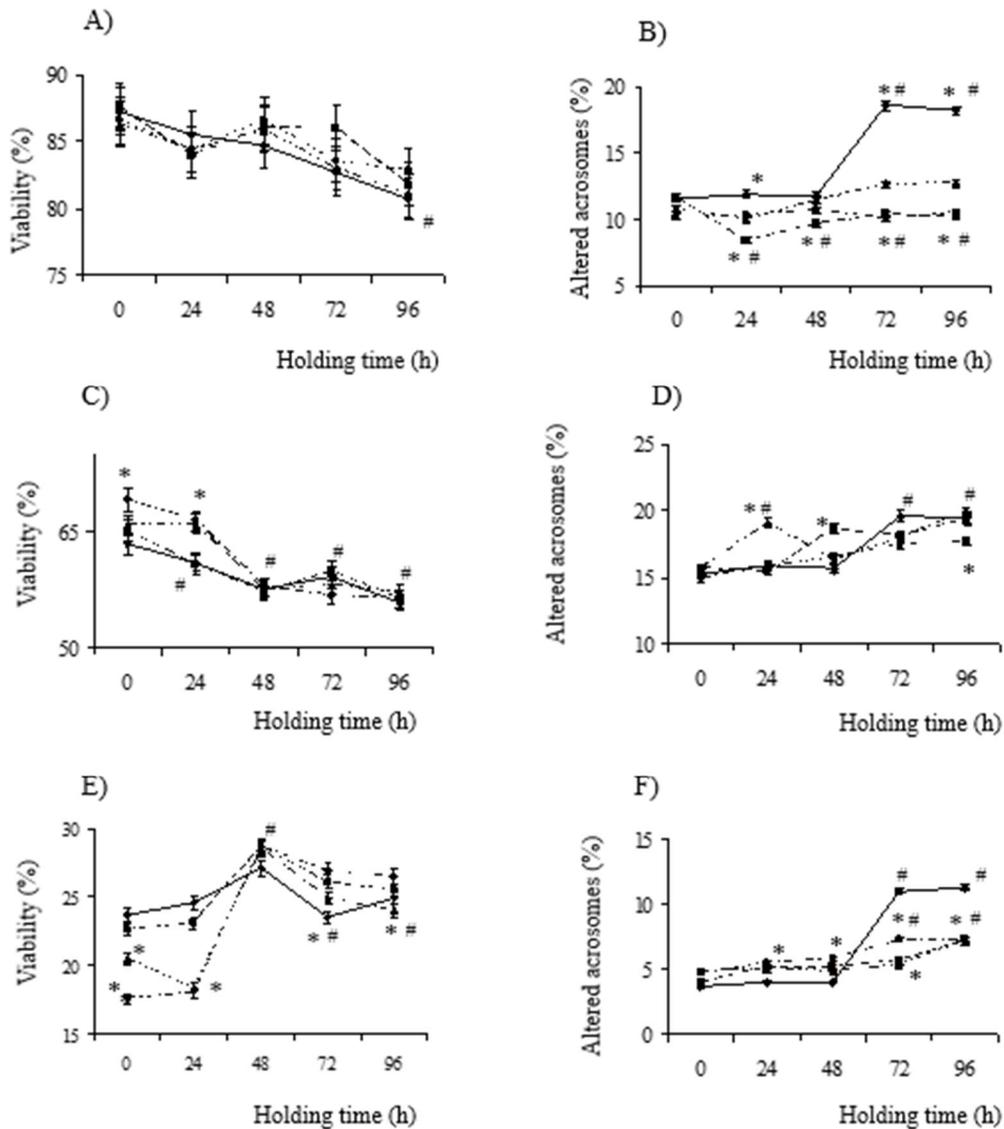 A)
Viability (%)
90
85
80
75
#
0 24 48 72 96
Holding time (h)
B)
Altered acrosomes (%)
20
15
10
5
* # * #
*
* # * # * # * #
0 24 48 72 96
Holding time (h)
C)
Viability (%)
65
50
* *
# # # #
0 24 48 72 96
Holding time (h)
D)
Altered acrosomes (%)
25
20
15
10
* # * # #
*
0 24 48 72 96
Holding time (h)
E)
Viability (%)
30
25
20
15
#
* # * #
*
* *
0 24 48 72 96
Holding time (h)
F)
Altered acrosomes (%)
15
10
5
0
# #
* # * #
* *
*
0 24 48 72 96
Holding time (h)